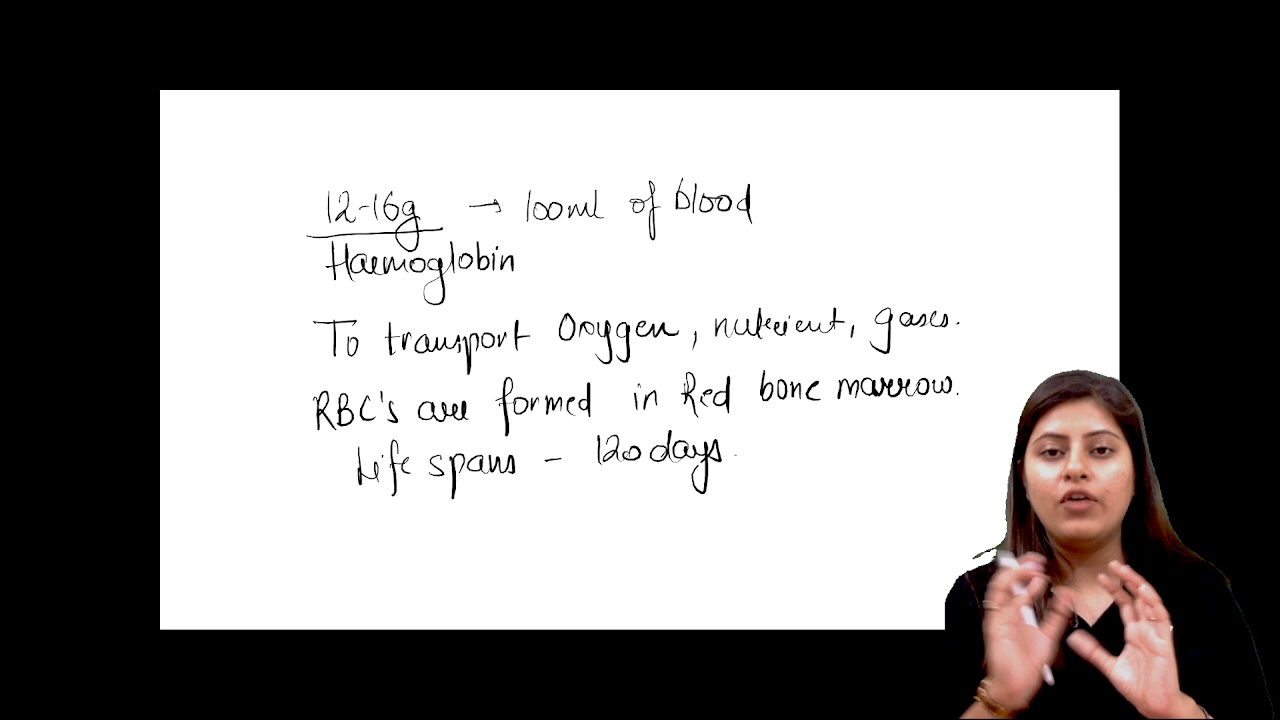 12-16g → 100ml of blood
Haemoglobin
To transport Oxygen, nutrient, gases.
RBC's are formed in Red bone marrow.
Life spans - 120 days.